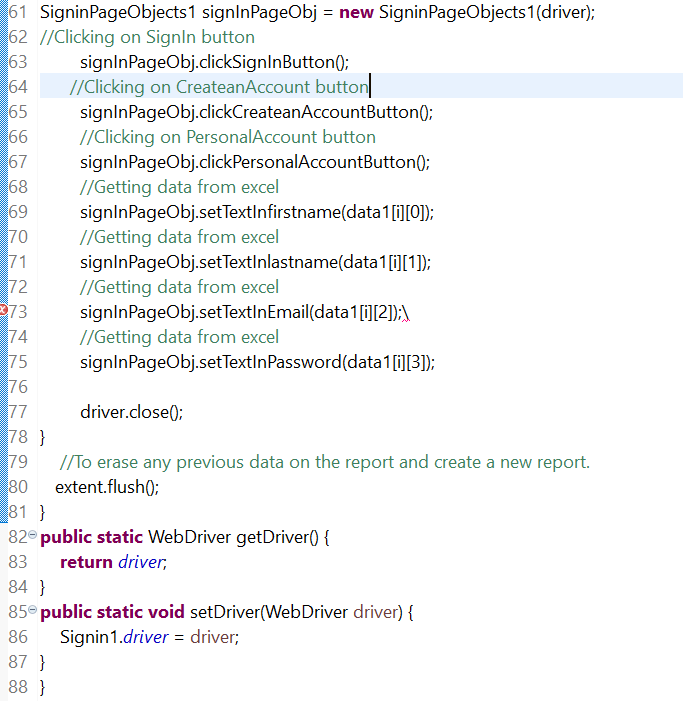 61 SigninPageObjects1 signInPageObj = new SigninPageObjects1(driver);
62 //Clicking on SignIn button
63 signInPageObj.clickSignInButton();
64 //Clicking on CreateanAccount button
65 signInPageObj.clickCreateanAccountButton();
66 //Clicking on PersonalAccount button
67 signInPageObj.clickPersonalAccountButton();
68 //Getting data from excel
69 signInPageObj.setTextInfirstname(data1[i][0]);
70 //Getting data from excel
71 signInPageObj.setTextInlastname(data1[i][1]);
72 //Getting data from excel
73 signInPageObj.setTextInEmail(data1[i][2]);\
74 //Getting data from excel
75 signInPageObj.setTextInPassword(data1[i][3]);
76
77 driver.close();
78 }
79 //To erase any previous data on the report and create a new report.
80 extent.flush();
81 }
82 public static WebDriver getDriver() {
83 return driver;
84 }
85 public static void setDriver(WebDriver driver) {
86 Signin1.driver = driver;
87 }
88 }